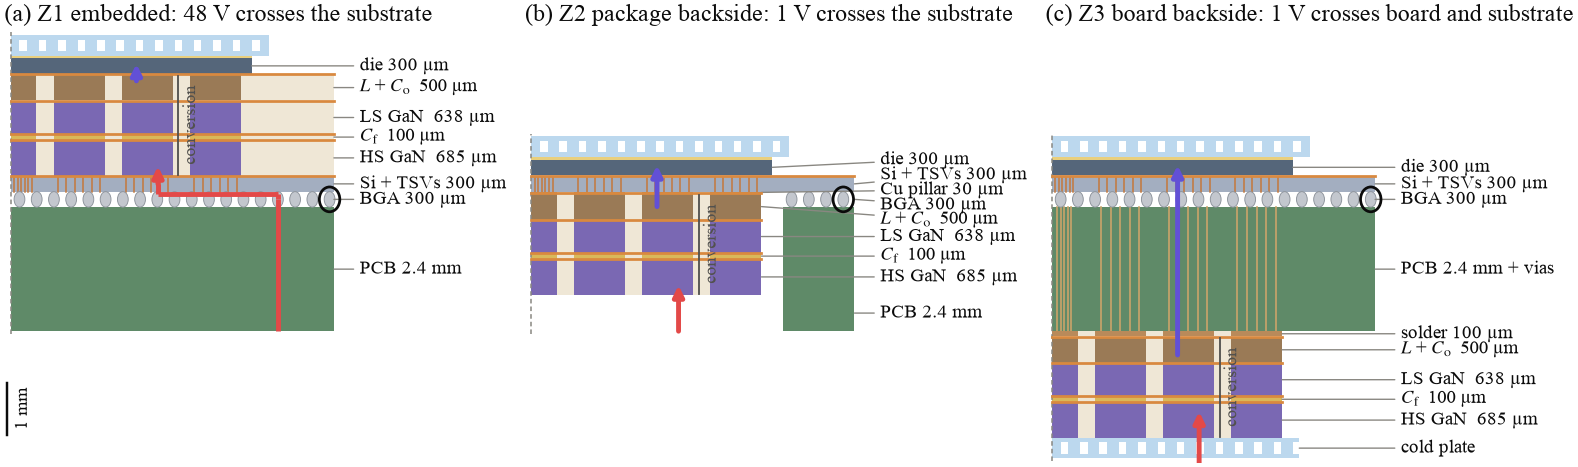 (a) Z1 embedded: 48 V crosses the substrate
die 300 µm
L + Co 500 µm
LS GaN 638 µm
Cf 100 µm
HS GaN 685 µm
Si + TSVs 300 µm
BGA 300 µm
PCB 2.4 mm
conversion
1 mm
(b) Z2 package backside: 1 V crosses the substrate
die 300 µm
Si + TSVs 300 µm
Cu pillar 30 µm
BGA 300 µm
L + Co 500 µm
LS GaN 638 µm
Cf 100 µm
HS GaN 685 µm
PCB 2.4 mm
conversion
(c) Z3 board backside: 1 V crosses board and substrate
die 300 µm
Si + TSVs 300 µm
BGA 300 µm
PCB 2.4 mm + vias
solder 100 µm
L + Co 500 µm
LS GaN 638 µm
Cf 100 µm
HS GaN 685 µm
cold plate
conversion